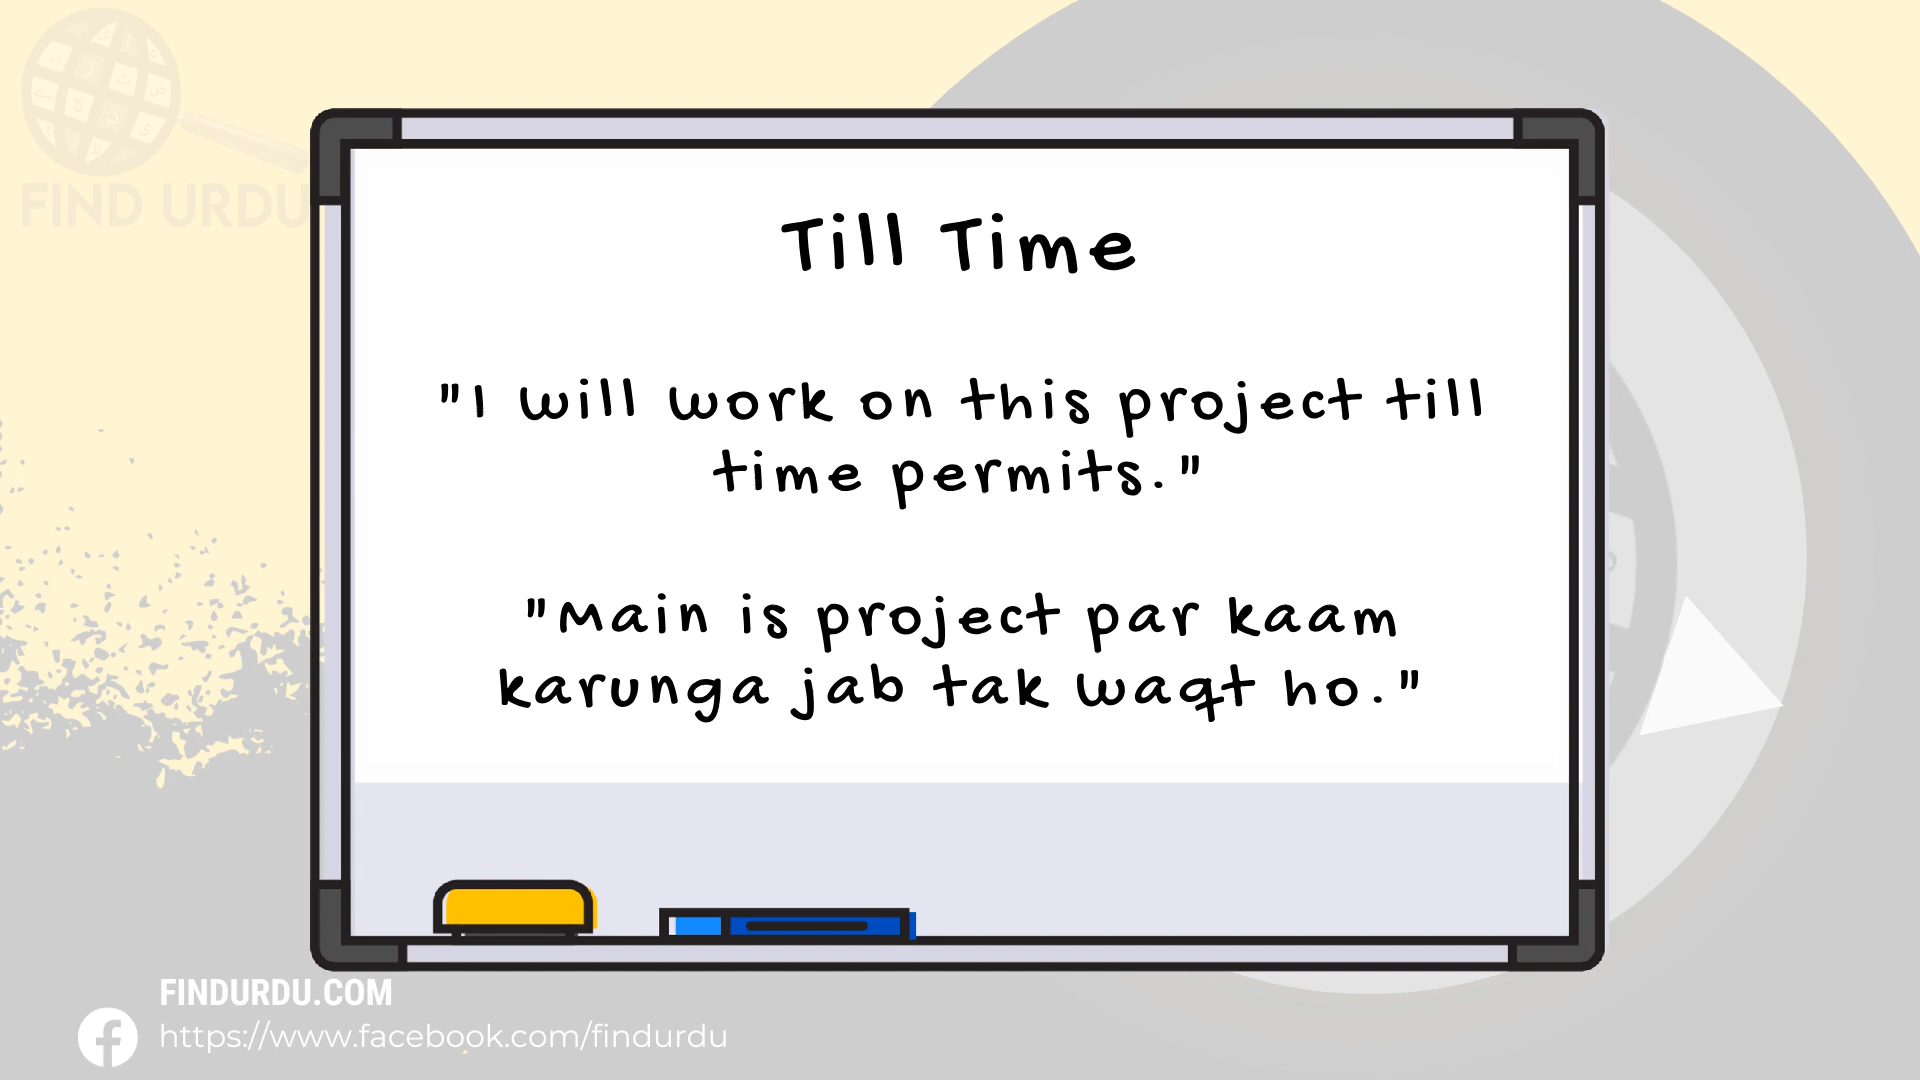 FIND URDU
Till Time
"I will work on this project till
time permits."
"Main is project par kaam
karunga jab tak waqt ho."
FINDURDU.COM
https://www.facebook.com/findurdu